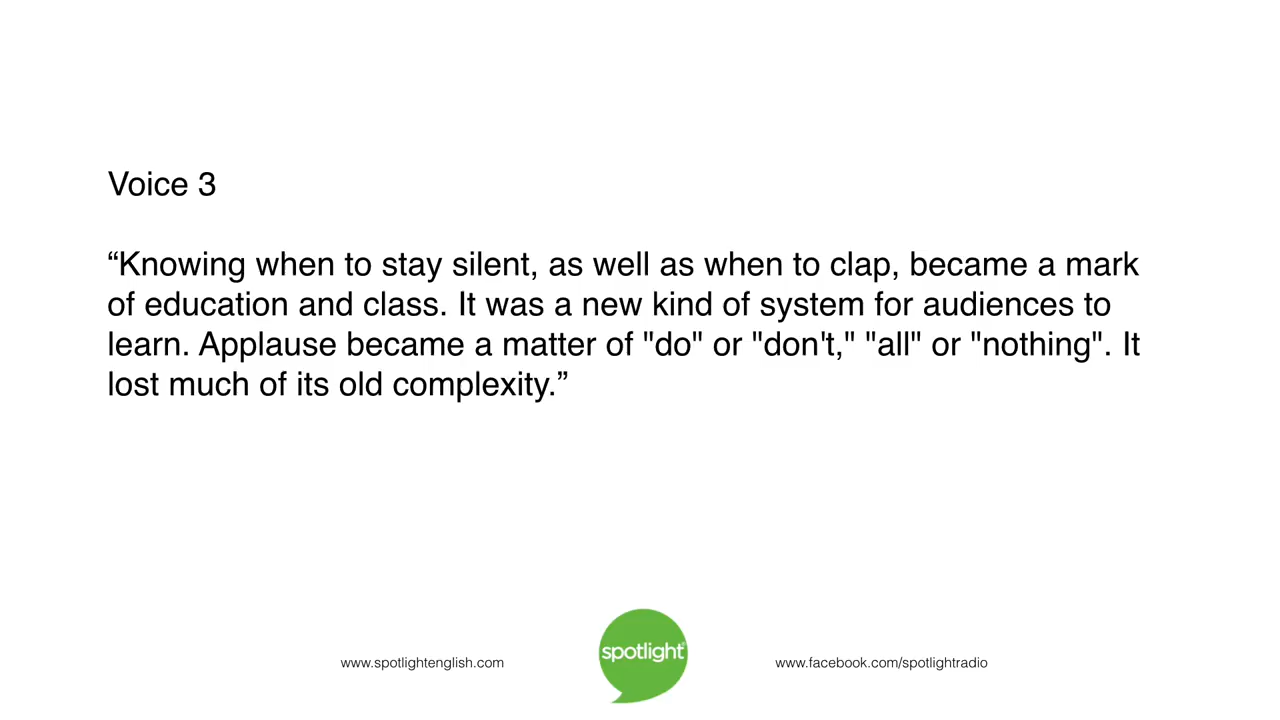 Voice 3
“Knowing when to stay silent, as well as when to clap, became a mark
of education and class. It was a new kind of system for audiences to
learn. Applause became a matter of "do" or "don't," "all" or "nothing". It
lost much of its old complexity.”
www.spotlightenglish.com
spotlight®
www.facebook.com/spotlightradio